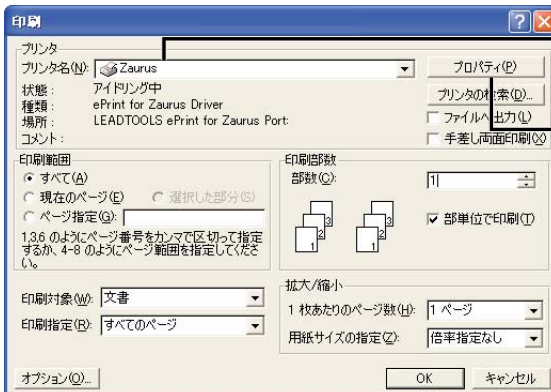 印刷
プリンタ
プリンタ名(N): Zaurus
プロパティ(P)
状態: アイドリング中
種類: ePrint for Zaurus Driver
場所: LEADTOOLS ePrint for Zaurus Port:
コメント:
プリンタの検索(D)...
ファイルへ出力(L)
手差し両面印刷(X)
印刷範囲
すべて(A)
現在のページ(E) 選択した部分(S)
ページ指定(G):
1,3,6 のようにページ番号をカンマで区切って指定
するか、4-8 のようにページ範囲を指定してくださ
い。
印刷部数
部数(C): 1
部単位で印刷(T)
3
2
1
3
2
1
印刷対象(W): 文書
印刷指定(R): すべてのページ
拡大/縮小
1 枚あたりのページ数(H): 1 ページ
用紙サイズの指定(Z): 倍率指定なし
オプション(O)...
OK キャンセル